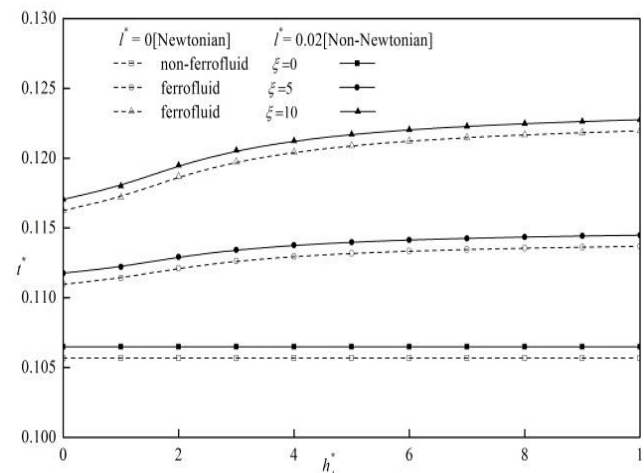 0.130
l* = 0[Newtonian] l* = 0.02[Non-Newtonian]
non-ferrofluid ξ=0
ferrofluid ξ=5
ferrofluid ξ=10
0.125
0.120
0.115
t*
0.110
0.105
0.100
0 2 4 6 8 1
h*